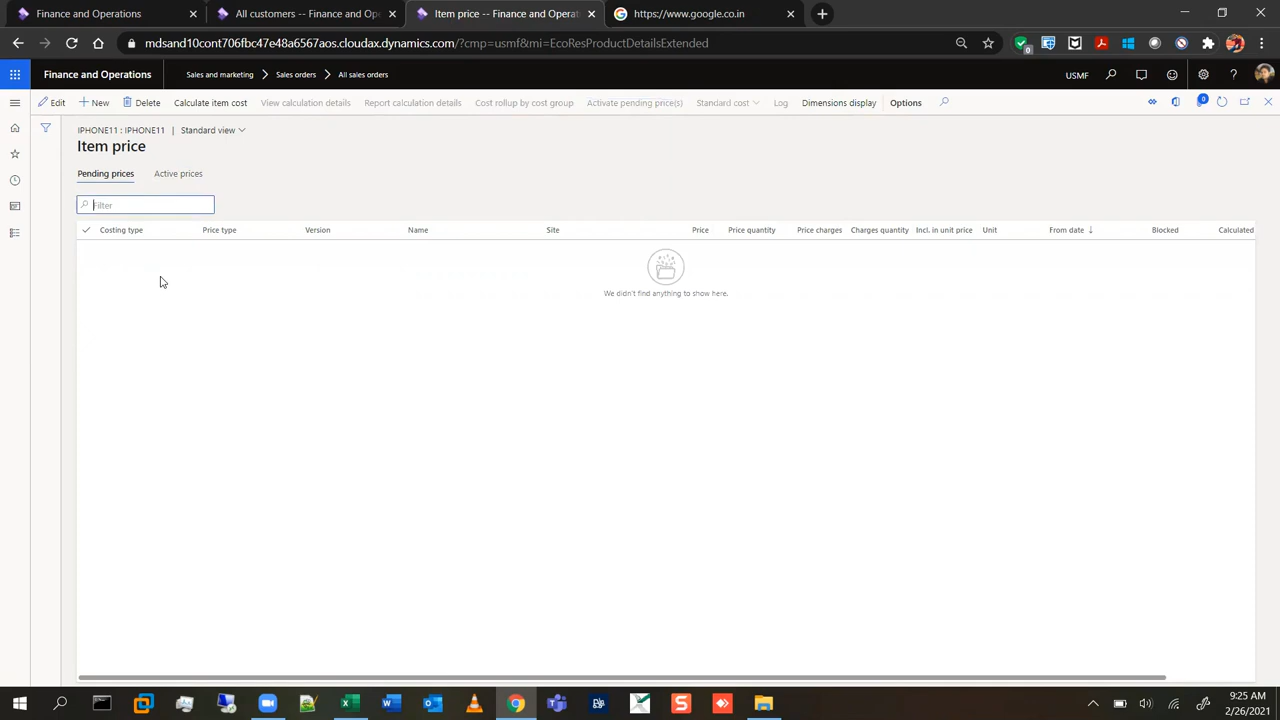 Finance and Operations
All customers -- Finance and Ope
Item price -- Finance and Operat
https://www.google.co.in
mdsand10cont706fbc47e48a6567aos.cloudax.dynamics.com/?cmp=usmf&mi=EcoResProductDetailsExtended
0
Finance and Operations
Sales and marketing
Sales orders
All sales orders
USMF
Edit
New
Delete
Calculate item cost
View calculation details
Report calculation details
Cost rollup by cost group
Activate pending price(s)
Standard cost
Log
Dimensions display
Options
0
IPHONE11 : IPHONE11 | Standard view
Item price
Pending prices
Active prices
Filter
Costing type
Price type
Version
Name
Site
Price
Price quantity
Price charges
Charges quantity
Incl. in unit price
Unit
From date
Blocked
Calculated
We didn't find anything to show here.
9:25 AM
2/26/2021